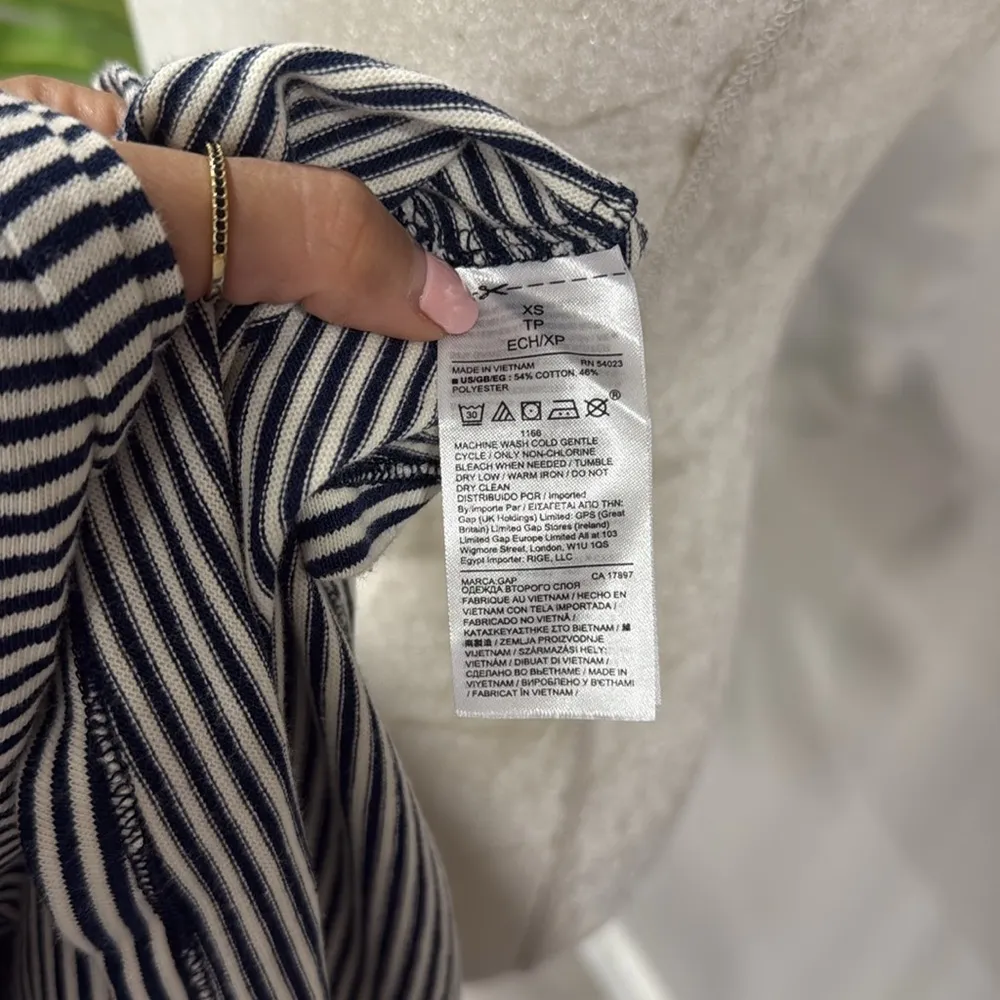 XS
TP
ECH/XP
MADE IN VIETNAM RN 54023
US/GB/EG : 54% COTTON, 46%
POLYESTER
30
®
1166
MACHINE WASH COLD GENTLE
CYCLE / ONLY NON-CHLORINE
BLEACH WHEN NEEDED / TUMBLE
DRY LOW / WARM IRON / DO NOT
DRY CLEAN
DISTRIBUIDO POR / Imported
By/Importe Par / ΕΙΣΑΓΕΤΑΙ ΑΠΟ ΤΗΝ:
Gap (UK Holdings) Limited: GPS (Great
Britain) Limited Gap Stores (Ireland)
Limited Gap Europe Limited All at 103
Wigmore Street, London, W1U 1QS
Egypt Importer: RIGE, LLC
MARCA:GAP CA 17897
ОДЕЖДА ВТОРОГО СЛОЯ
FABRIQUE AU VIETNAM / HECHO EN
VIETNAM CON TELA IMPORTADA /
FABRICADO NO VIETNÃ /
ΚΑΤΑΣΚΕΥΑΣΤΗΚΕ ΣΤΟ ΒΙΕΤΝΑΜ / 越
南製造 / ZEMLJA PROIZVODNJE
VIJETNAM / SZÁRMAZÁSI HELY:
VIETNÁM / DIBUAT DI VIETNAM /
СДЕЛАНО ВО ВЬЕТНАМЕ / MADE IN
VIYETNAM / ВИРОБЛЕНО У В'ЄТНАМІ
/ FABRICAT ÎN VIETNAM /